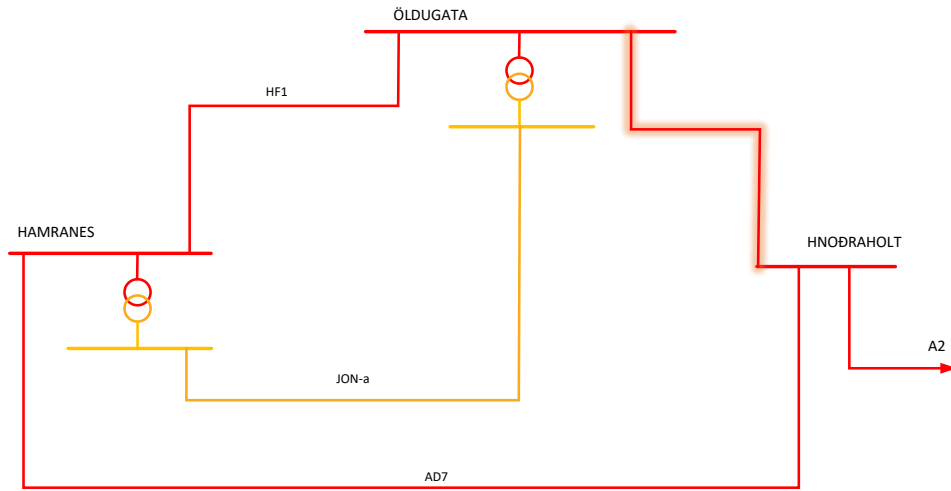 ÖLDUGATA
HF1
HAMRANES
HNOÐRAHOLT
A2
JON-a
AD7